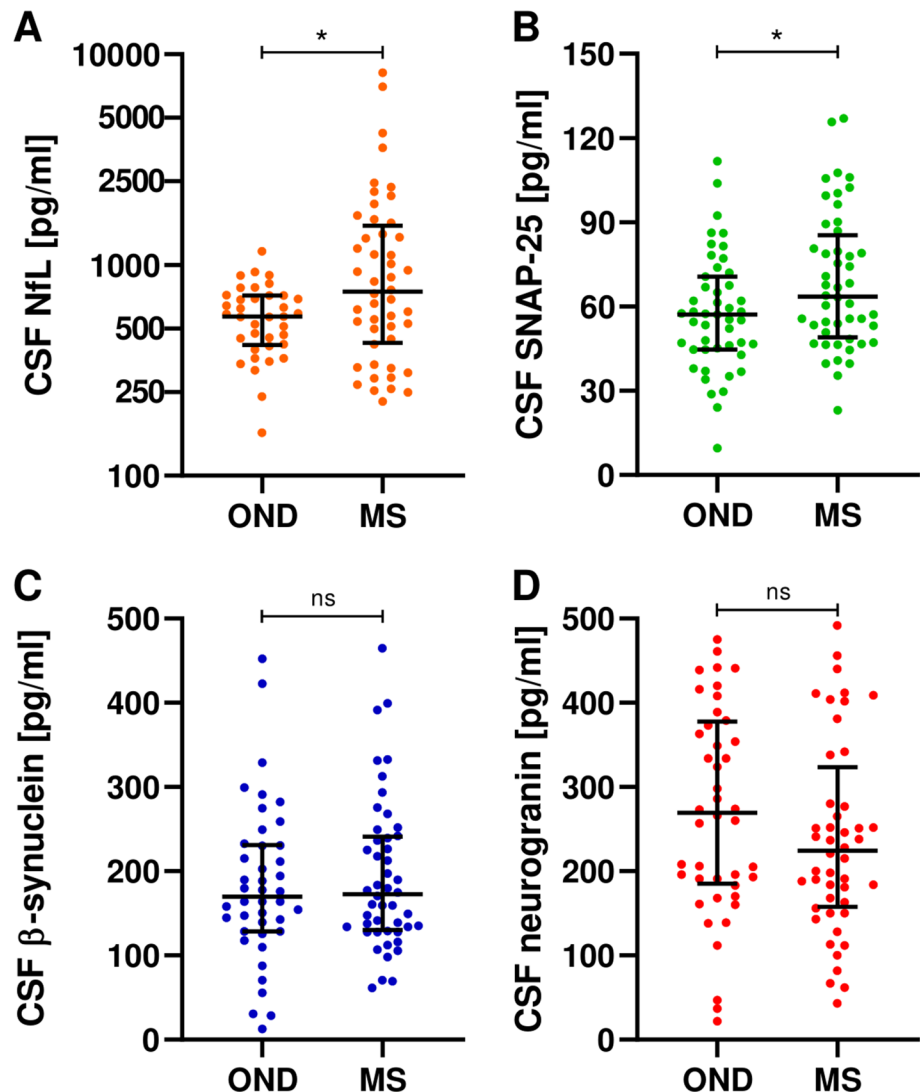 A
*
CSF NfL [pg/ml]
10000
5000
2500
1000
500
250
100
OND MS
B
*
CSF SNAP-25 [pg/ml]
150
120
90
60
30
0
OND MS
C
ns
CSF β-synuclein [pg/ml]
500
400
300
200
100
0
OND MS
D
ns
CSF neurogranin [pg/ml]
500
400
300
200
100
0
OND MS